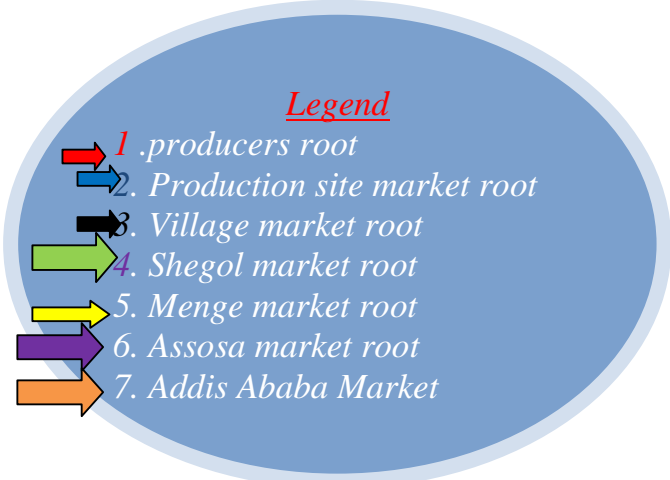 Legend
1 .producers root
2. Production site market root
3. Village market root
4. Shegol market root
5. Menge market root
6. Assosa market root
7. Addis Ababa Market